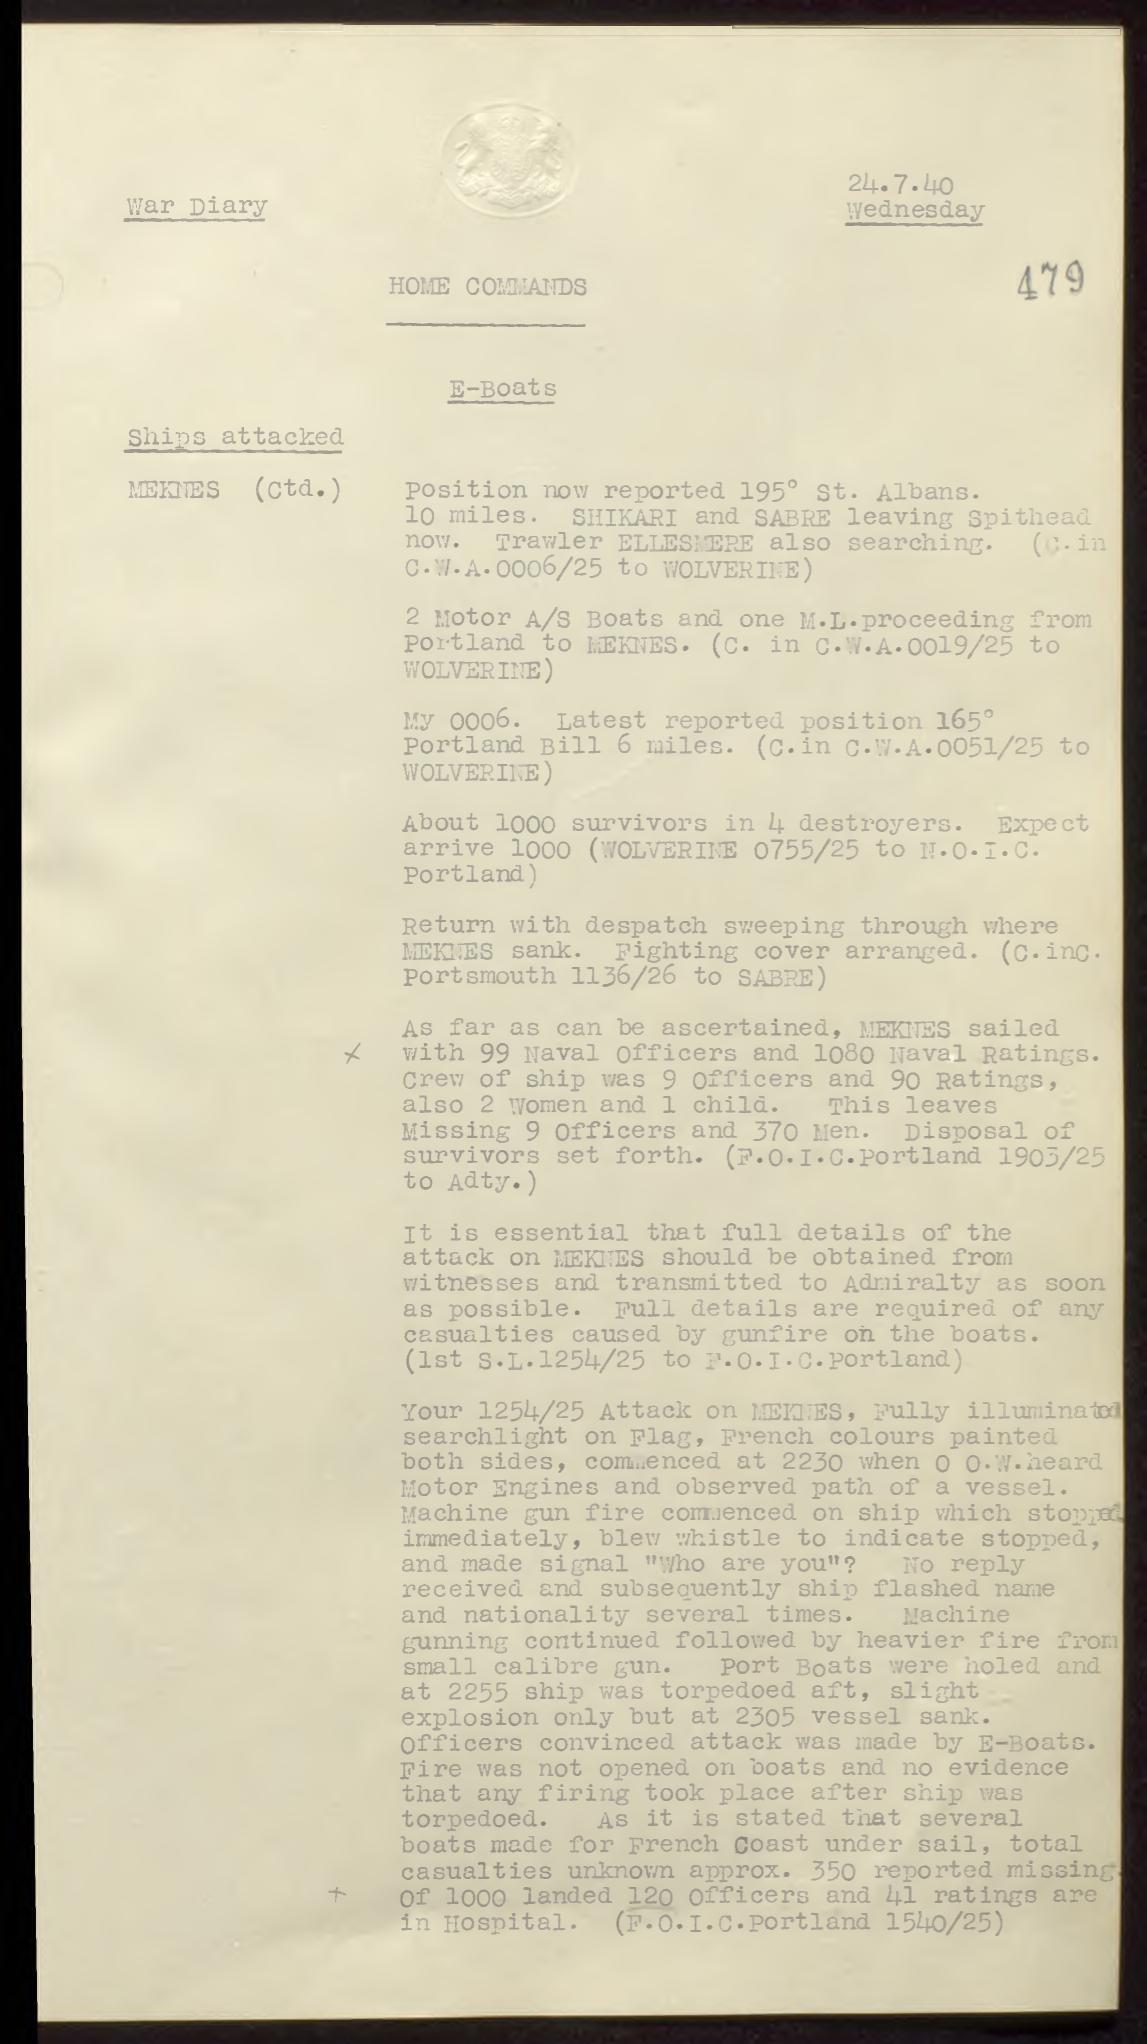 24.7.40
War Diary
Wednesday
HOME COMMANDS
479
E-Boats
Ships attacked
MEKNES (Ctd.)
Position now reported 195° St. Albans.
10 miles. SHIKARI and SABRE leaving Spithead
now. Trawler ELLESMERE also searching. (C.in
C.W.A.0006/25 to WOLVERINE)
2 Motor A/S Boats and one M.L.proceeding from
Portland to MEKNES. (C. in C.W.A.0019/25 to
WOLVERINE)
My 0006. Latest reported position 165°
Portland Bill 6 miles. (C.in C.W.A.0051/25 to
WOLVERINE)
About 1000 survivors in 4 destroyers. Expect
arrive 1000 (WOLVERINE 0755/25 to N.O.I.C.
Portland)
Return with despatch sweeping through where
MEKNES sank. Fighting cover arranged. (C.inC.
Portsmouth 1136/26 to SABRE)
As far as can be ascertained, MEKNES sailed
with 99 Naval Officers and 1080 Naval Ratings.
Crew of ship was 9 Officers and 90 Ratings,
also 2 Women and 1 child. This leaves
Missing 9 Officers and 370 Men. Disposal of
survivors set forth. (F.O.I.C.Portland 1903/25
to Adty.)
It is essential that full details of the
attack on MEKNES should be obtained from
witnesses and transmitted to Admiralty as soon
as possible. Full details are required of any
casualties caused by gunfire on the boats.
(1st S.L.1254/25 to F.O.I.C.Portland)
Your 1254/25 Attack on MEKNES, Fully illuminated
searchlight on Flag, French colours painted
both sides, commenced at 2230 when O O.W.heard
Motor Engines and observed path of a vessel.
Machine gun fire commenced on ship which stopped
immediately, blew whistle to indicate stopped,
and made signal "Who are you"? No reply
received and subsequently ship flashed name
and nationality several times. Machine
gunning continued followed by heavier fire from
small calibre gun. Port Boats were holed and
at 2255 ship was torpedoed aft, slight
explosion only but at 2305 vessel sank.
Officers convinced attack was made by E-Boats.
Fire was not opened on boats and no evidence
that any firing took place after ship was
torpedoed. As it is stated that several
boats made for French Coast under sail, total
casualties unknown approx. 350 reported missing.
+ Of 1000 landed 120 Officers and 41 ratings are
in Hospital. (F.O.I.C.Portland 1540/25)